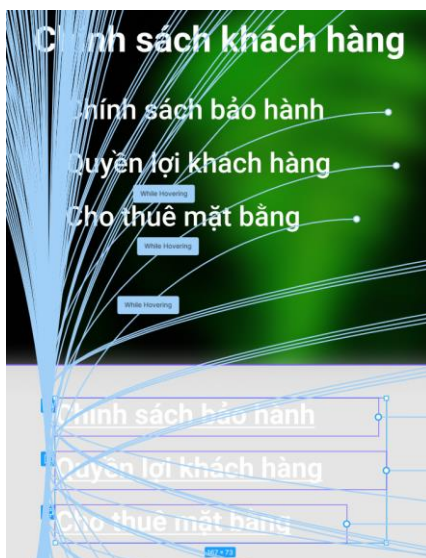 Chính sách khách hàng
Chính sách bảo hành
Quyền lợi khách hàng
While Hovering
Cho thuê mặt bằng
While Hovering
While Hovering
Chính sách bảo hành
Quyền lợi khách hàng
Cho thuê mặt bằng